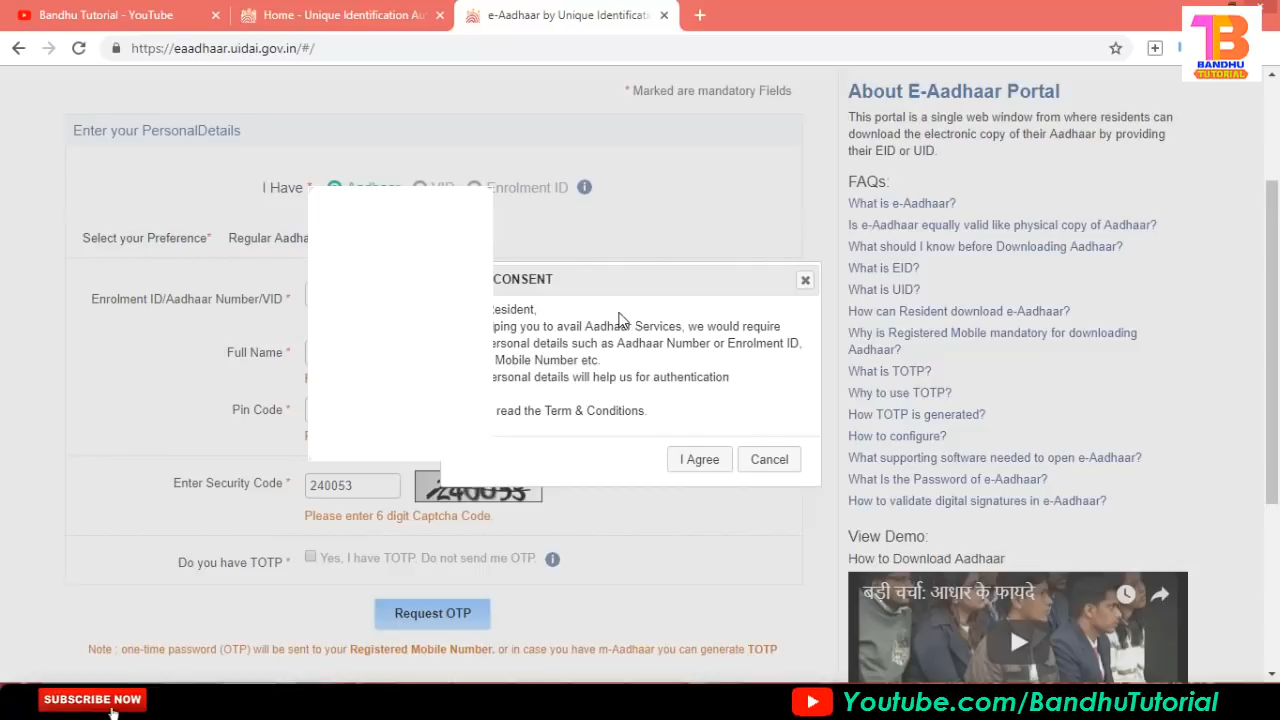 Bandhu Tutorial - YouTube
Home - Unique Identification Au
e-Aadhaar by Unique Identificati
https://eaadhaar.uidai.gov.in/#/
TB
BANDHU
TUTORIAL
* Marked are mandatory Fields
Enter your PersonalDetails
I Have * Aadhaar VID Enrolment ID
Select your Preference* Regular Aadha
Enrolment ID/Aadhaar Number/VID *
Full Name *
Pin Code *
CONSENT
esident,
ping you to avail Aadhaar Services, we would require
ersonal details such as Aadhaar Number or Enrolment ID,
Mobile Number etc.
ersonal details will help us for authentication
read the Term & Conditions.
I Agree
Cancel
Enter Security Code * 240053 240053
Please enter 6 digit Captcha Code.
Do you have TOTP * Yes, I have TOTP. Do not send me OTP.
Request OTP
Note : one-time password (OTP) will be sent to your Registered Mobile Number. or in case you have m-Aadhaar you can generate TOTP
About E-Aadhaar Portal
This portal is a single web window from where residents can
download the electronic copy of their Aadhaar by providing
their EID or UID.
FAQs:
What is e-Aadhaar?
Is e-Aadhaar equally valid like physical copy of Aadhaar?
What should I know before Downloading Aadhaar?
What is EID?
What is UID?
How can Resident download e-Aadhaar?
Why is Registered Mobile mandatory for downloading
Aadhaar?
What is TOTP?
Why to use TOTP?
How TOTP is generated?
How to configure?
What supporting software needed to open e-Aadhaar?
What Is the Password of e-Aadhaar?
How to validate digital signatures in e-Aadhaar?
View Demo:
How to Download Aadhaar
बड़ी चर्चा: आधार के फायदे
SUBSCRIBE NOW
Youtube.com/BandhuTutorial